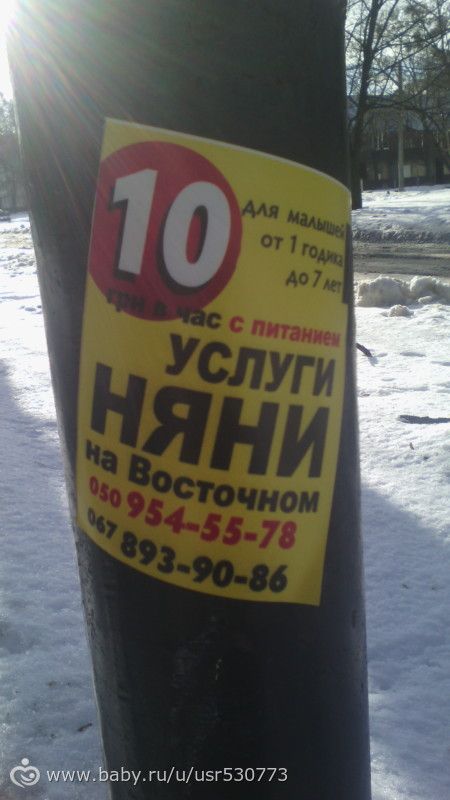 10
для малышей
от 1 годика
до 7 лет
грн в час с питанием
УСЛУГИ
НЯНИ
на Восточном
050 954-55-78
067 893-90-86
www.baby.ru/u/usr530773